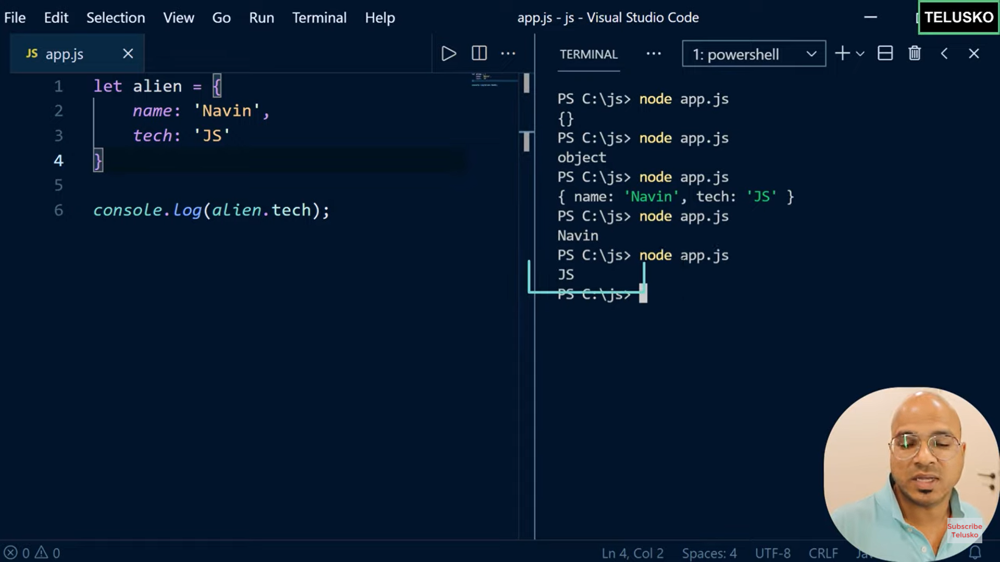 File Edit Selection View Go Run Terminal Help app.js - js - Visual Studio Code TELUSKO
JS app.js
1 let alien = {
2 name: 'Navin',
3 tech: 'JS'
4 }
5
6 console.log(alien.tech);
TERMINAL 1: powershell
PS C:\js> node app.js
{}
PS C:\js> node app.js
object
PS C:\js> node app.js
{ name: 'Navin', tech: 'JS' }
PS C:\js> node app.js
Navin
PS C:\js> node app.js
JS
PS C:\js>
Subscribe
Telusko
0 0 Ln 4, Col 2 Spaces: 4 UTF-8 CRLF